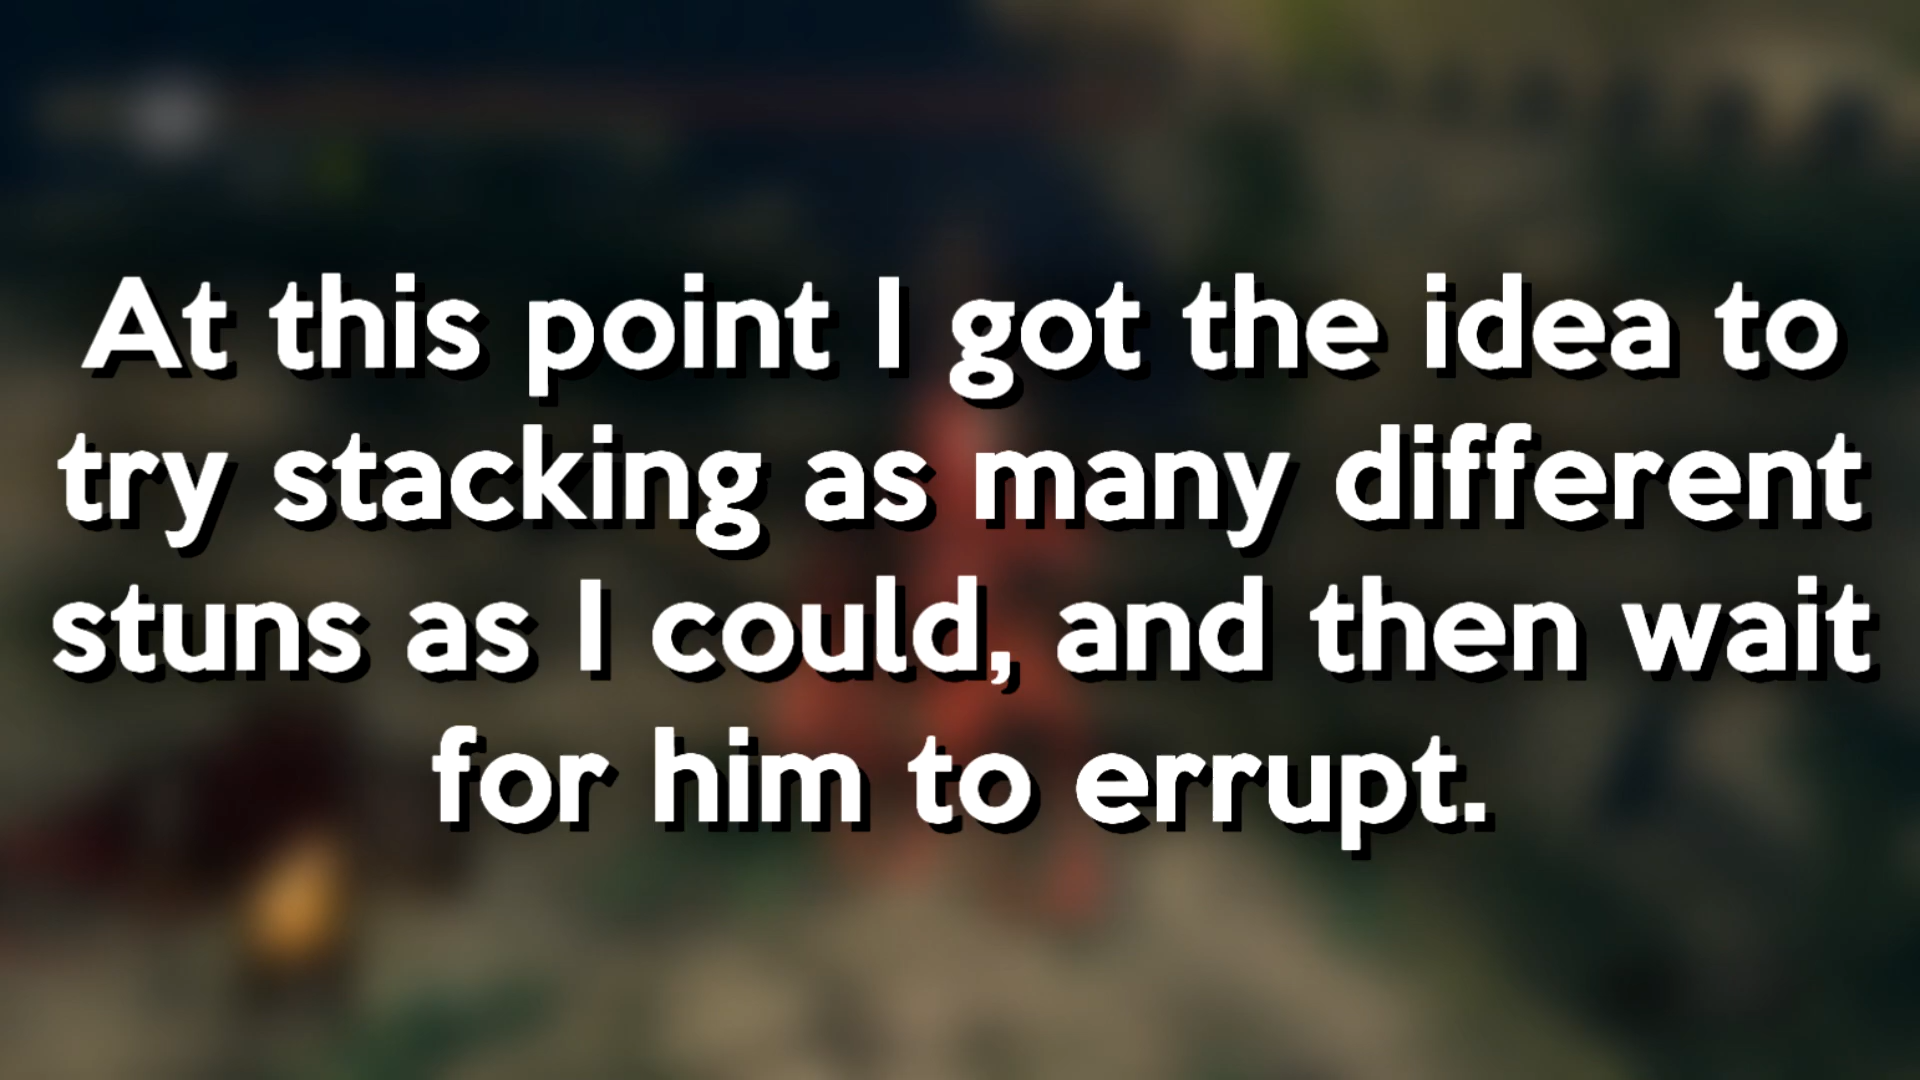 At this point I got the idea to
try stacking as many different
stuns as I could, and then wait
for him to errupt.